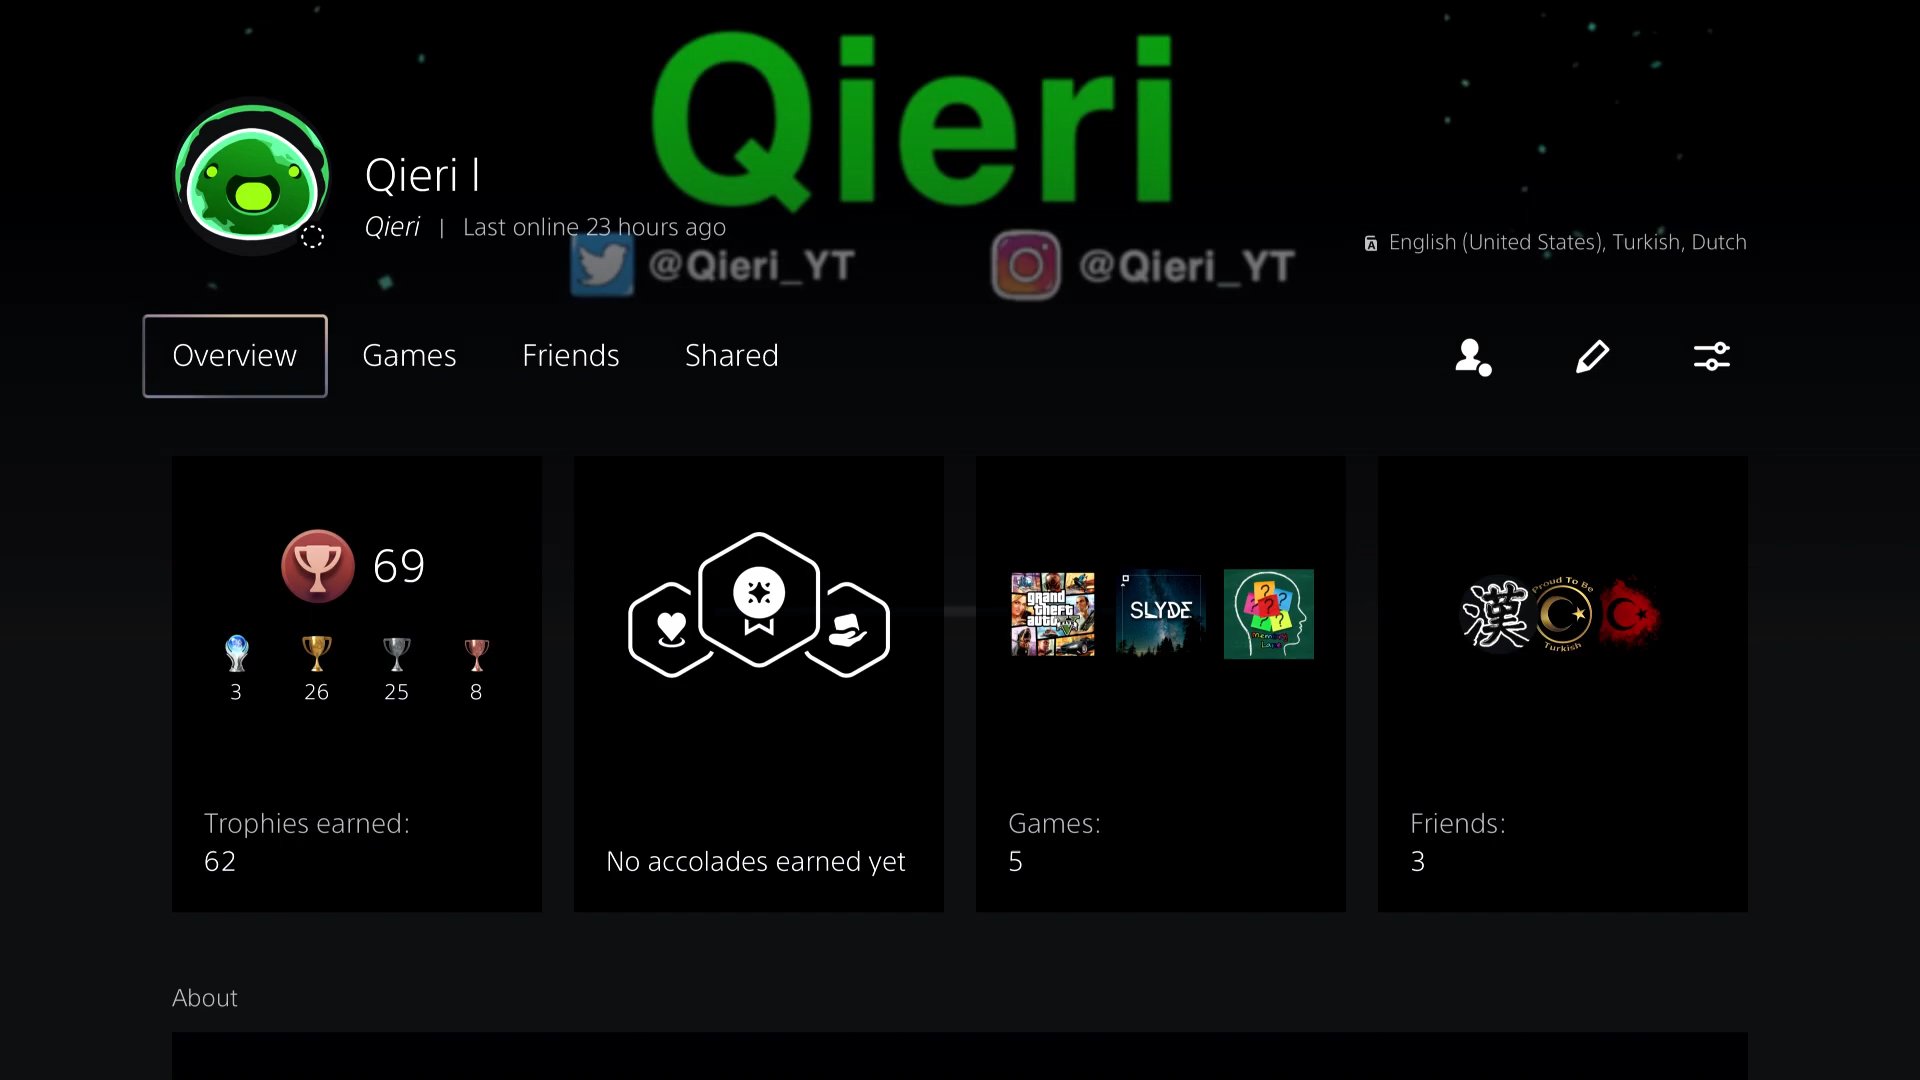 Qieri
Qieri l
Qieri | Last online 23 hours ago
@Qieri_YT
@Qieri_YT
English (United States), Turkish, Dutch
Overview
Games
Friends
Shared
69
3
26
25
8
Trophies earned:
62
No accolades earned yet
grand
theft
auto
V
SLYDE
Games:
5
漢
Proud To Be
Turkish
Friends:
3
About